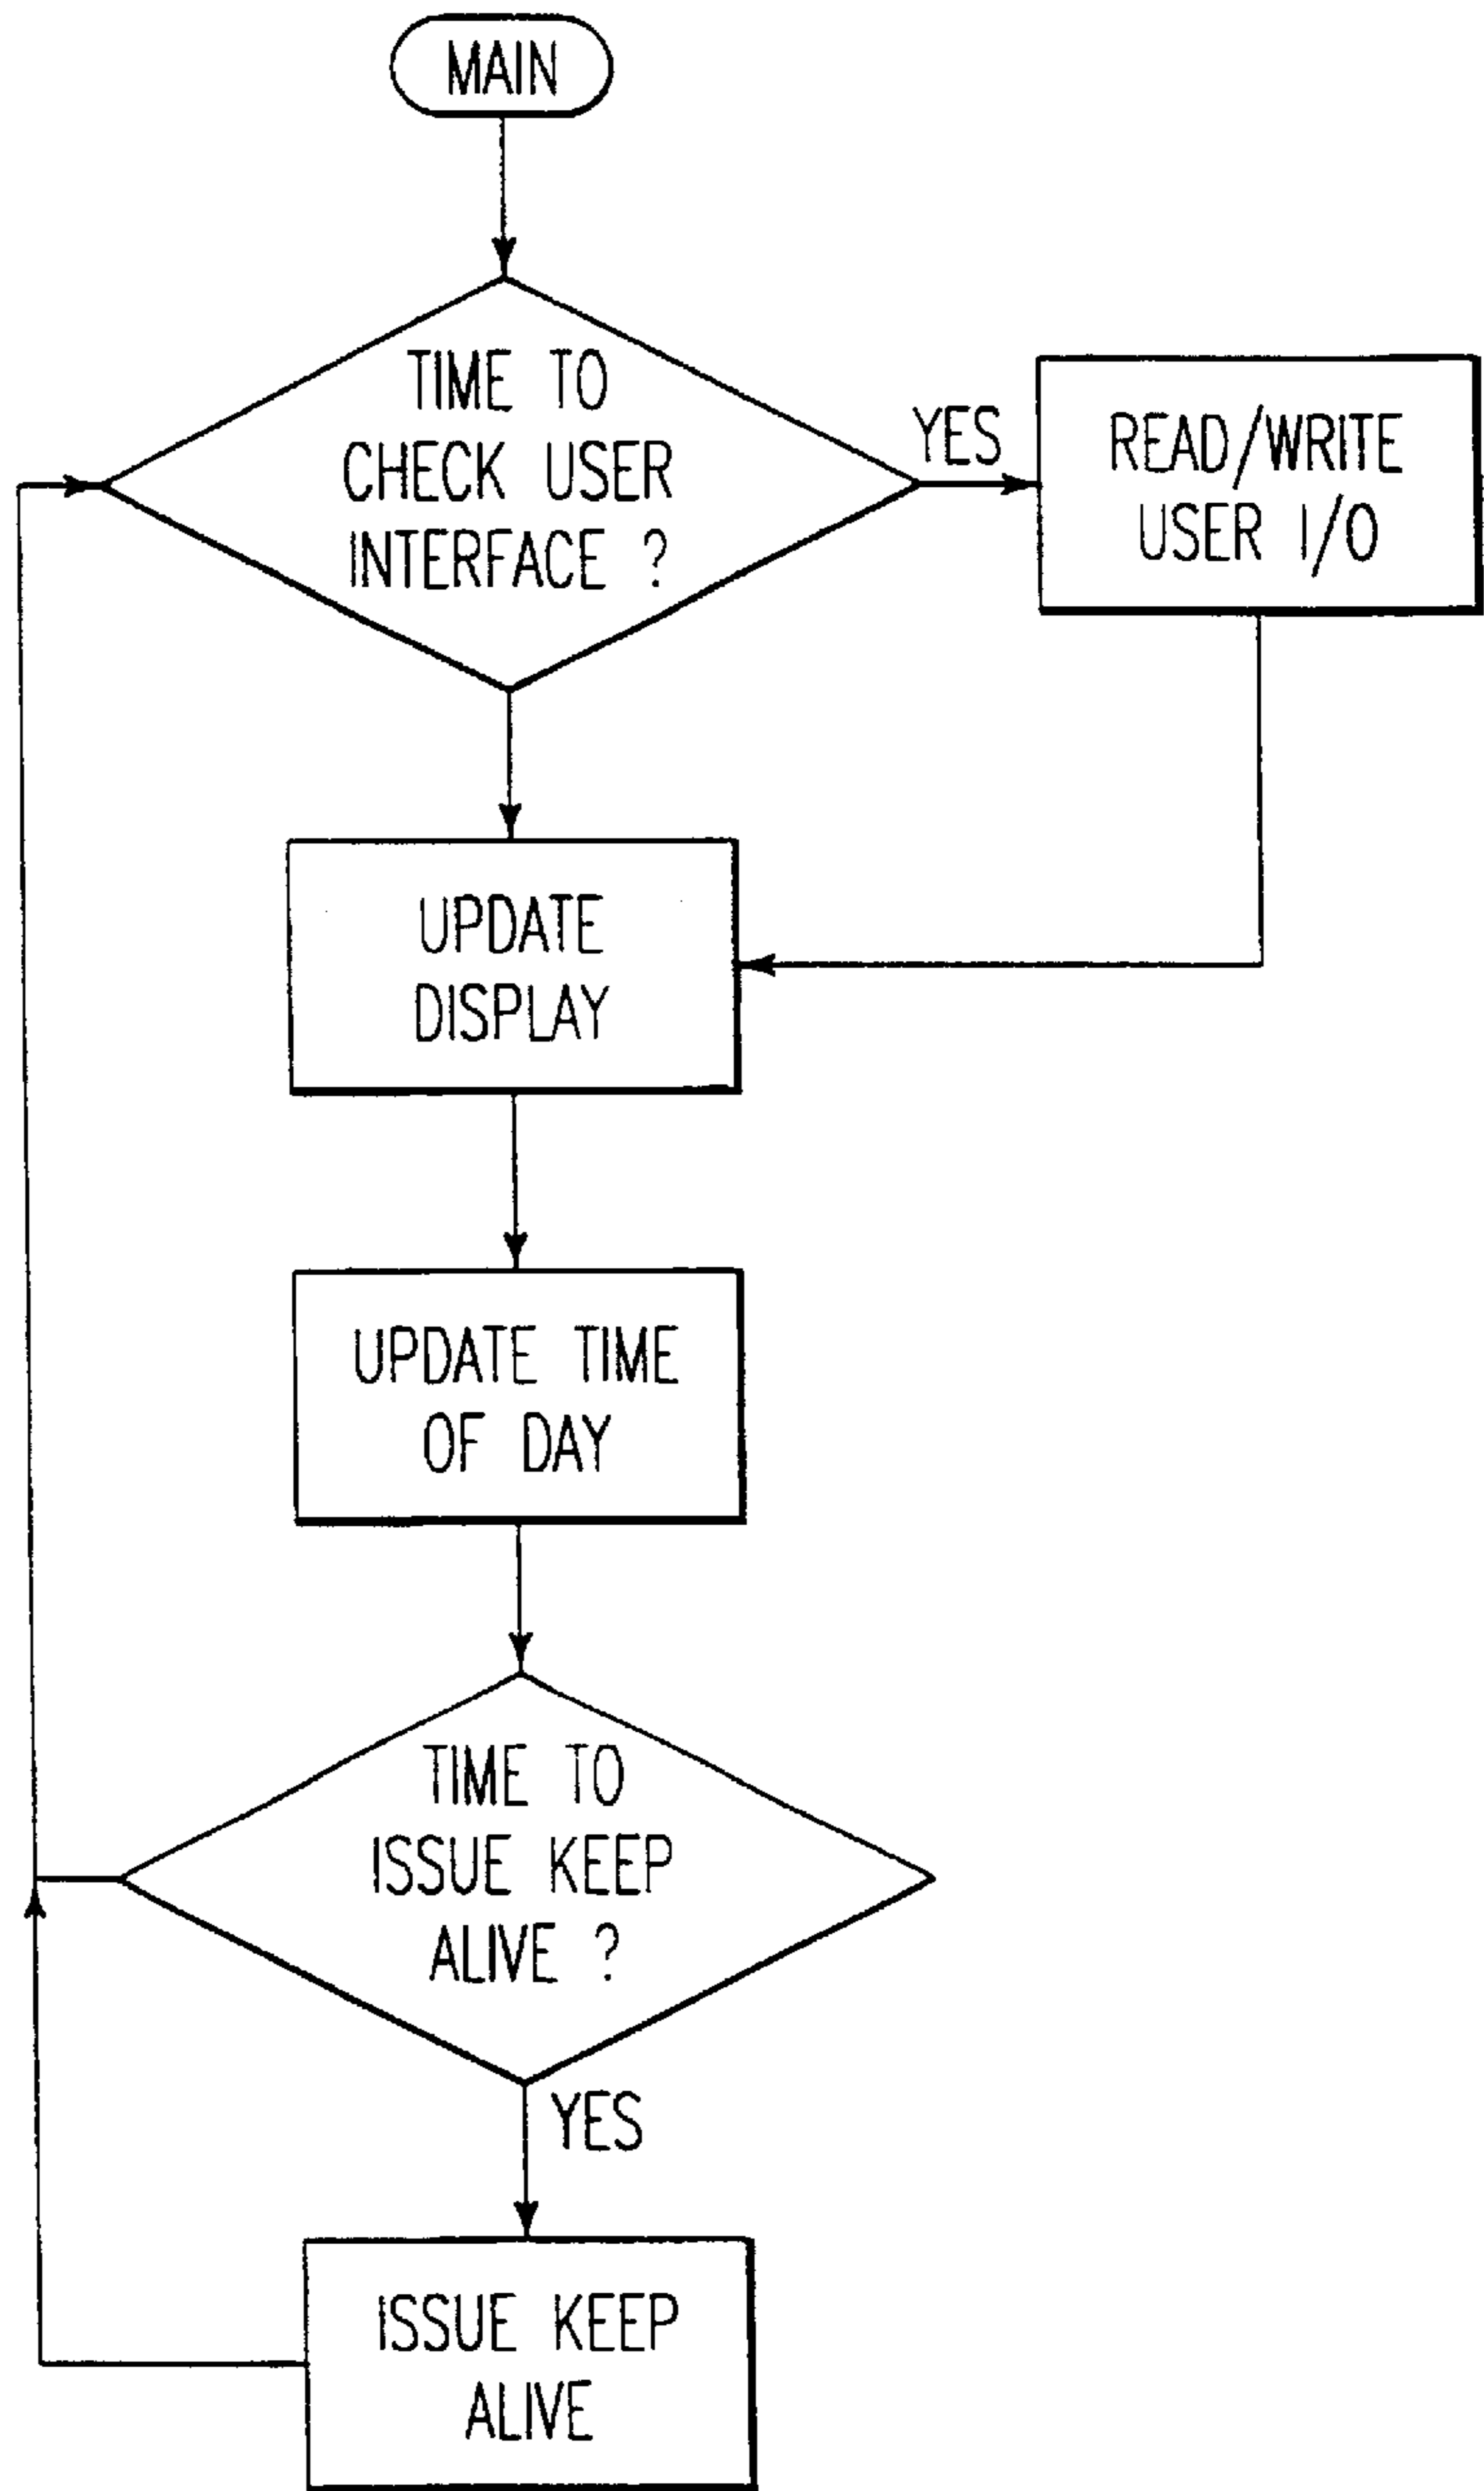 MAIN
TIME TO
CHECK USER
INTERFACE ?
YES
READ/WRITE
USER I/O
UPDATE
DISPLAY
UPDATE TIME
OF DAY
TIME TO
ISSUE KEEP
ALIVE ?
YES
ISSUE KEEP
ALIVE